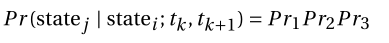 Pr(state_j | state_i; t_k, t_{k+1}) = Pr_1 Pr_2 Pr_3